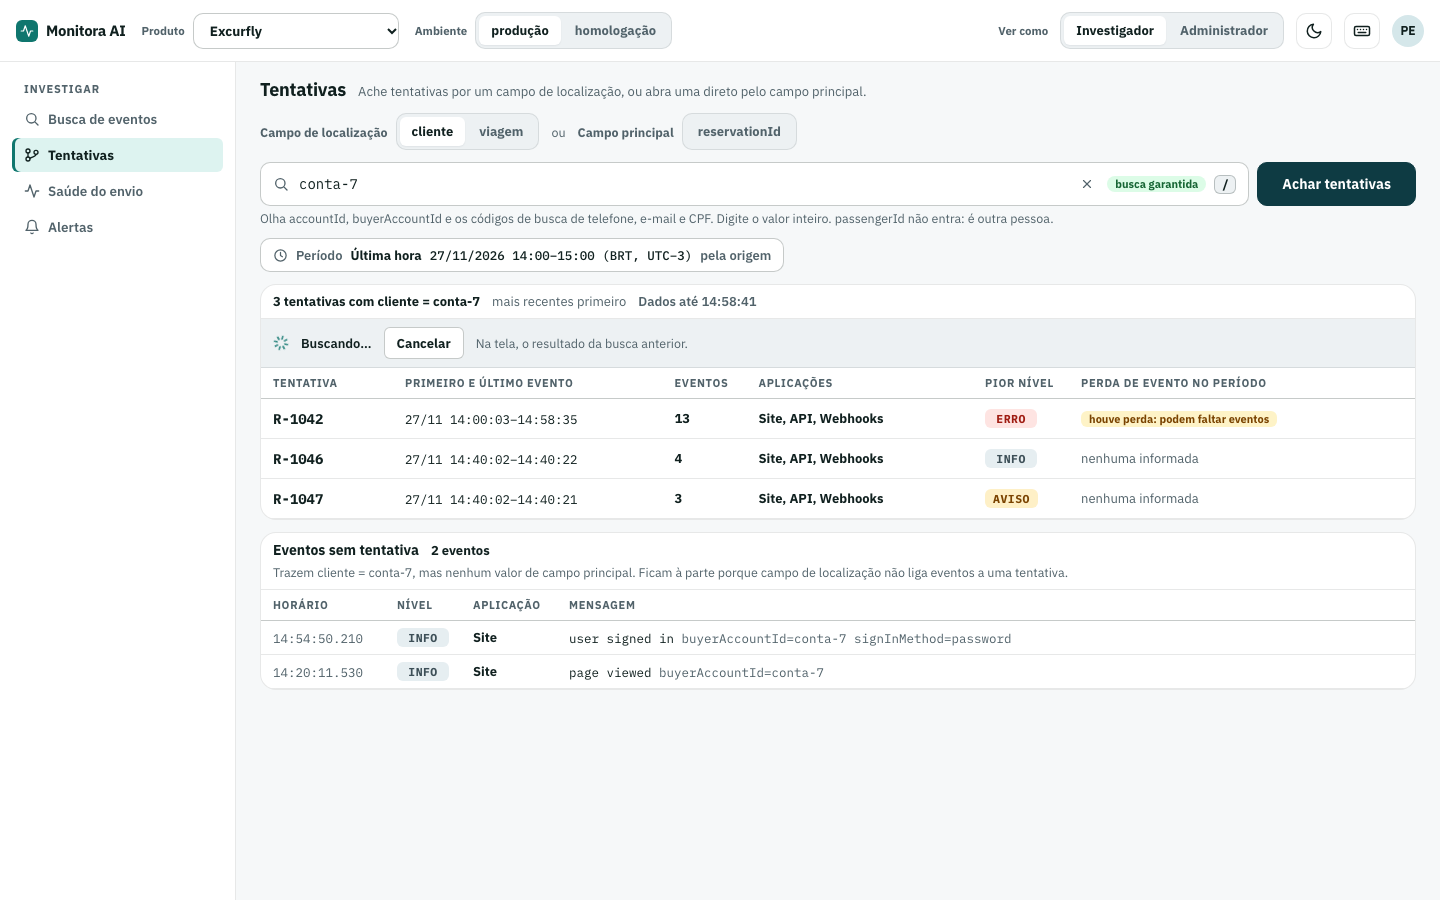 Monitora AI Produto Excurfly Ambiente produção homologação Ver como Investigador Administrador PE
INVESTIGAR
Busca de eventos
Tentativas
Saúde do envio
Alertas
Tentativas Ache tentativas por um campo de localização, ou abra uma direto pelo campo principal.
Campo de localização cliente viagem ou Campo principal reservationId
conta-7 busca garantida / Achar tentativas
Olha accountId, buyerAccountId e os códigos de busca de telefone, e-mail e CPF. Digite o valor inteiro. passengerId não entra: é outra pessoa.
Período Última hora 27/11/2026 14:00–15:00 (BRT, UTC−3) pela origem
3 tentativas com cliente = conta-7 mais recentes primeiro Dados até 14:58:41
Buscando… Cancelar Na tela, o resultado da busca anterior.
TENTATIVA PRIMEIRO E ÚLTIMO EVENTO EVENTOS APLICAÇÕES PIOR NÍVEL PERDA DE EVENTO NO PERÍODO
R-1042 27/11 14:00:03–14:58:35 13 Site, API, Webhooks ERRO houve perda: podem faltar eventos
R-1046 27/11 14:40:02–14:40:22 4 Site, API, Webhooks INFO nenhuma informada
R-1047 27/11 14:40:02–14:40:21 3 Site, API, Webhooks AVISO nenhuma informada
Eventos sem tentativa 2 eventos
Trazem cliente = conta-7, mas nenhum valor de campo principal. Ficam à parte porque campo de localização não liga eventos a uma tentativa.
HORÁRIO NÍVEL APLICAÇÃO MENSAGEM
14:54:50.210 INFO Site user signed in buyerAccountId=conta-7 signInMethod=password
14:20:11.530 INFO Site page viewed buyerAccountId=conta-7